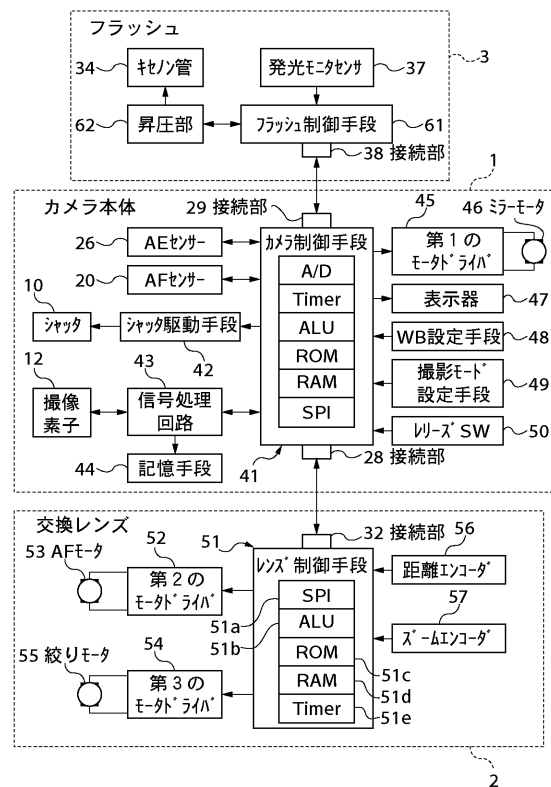 フラッシュ
34
ｷｾﾉﾝ管
発光ﾓﾆﾀｾﾝｻ
37
3
62
昇圧部
ﾌﾗｯｼｭ制御手段
61
38 接続部
1
カメラ本体
29 接続部
45
46 ﾐﾗｰﾓｰﾀ
26
AEｾﾝｻｰ
ｶﾒﾗ制御手段
第1の
ﾓｰﾀﾄﾞﾗｲﾊﾞ
20
AFｾﾝｻｰ
A/D
Timer
ALU
ROM
RAM
SPI
表示器
47
10
ｼｬｯﾀ
ｼｬｯﾀ駆動手段
42
WB設定手段
48
12
撮像
素子
43
信号処理
回路
撮影ﾓｰﾄﾞ
設定手段
49
44
記憶手段
41
28 接続部
ﾚﾘｰｽﾞSW
50
交換レンズ
53 AFﾓｰﾀ
52
51
32 接続部
56
第2の
ﾓｰﾀﾄﾞﾗｲﾊﾞ
ﾚﾝｽﾞ制御手段
距離ｴﾝｺｰﾀﾞ
51a
SPI
51b
ALU
57
ｽﾞｰﾑｴﾝｺｰﾀﾞ
55 絞りﾓｰﾀ
54
第3の
ﾓｰﾀﾄﾞﾗｲﾊﾞ
ROM
51c
RAM
51d
Timer
51e
2